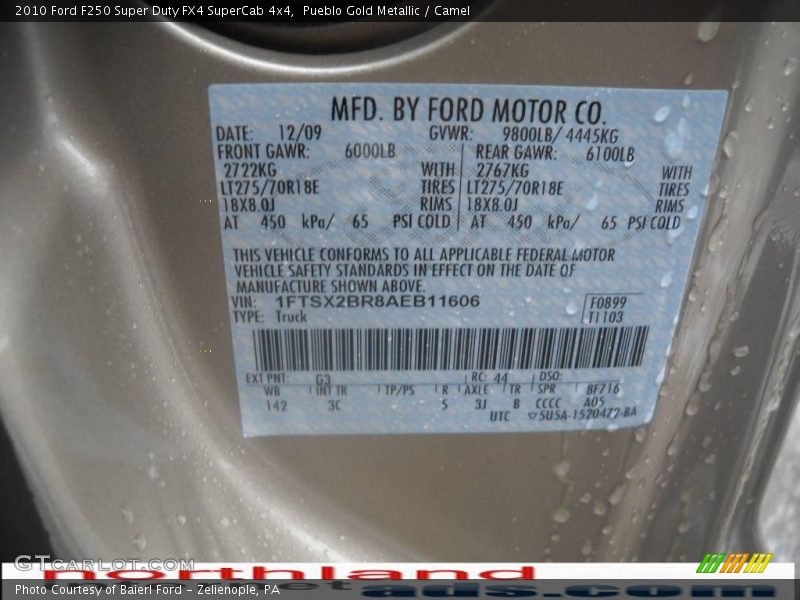 2010 Ford F250 Super Duty FX4 SuperCab 4x4, Pueblo Gold Metallic / Camel
MFD. BY FORD MOTOR CO.
DATE: 12/09 GVWR: 9800LB/ 4445KG
FRONT GAWR: 6000LB REAR GAWR: 6100LB
2722KG WITH 2767KG WITH
LT275/70R18E TIRES LT275/70R18E TIRES
18X8.0J RIMS 18X8.0J RIMS
AT 450 kPa/ 65 PSI COLD AT 450 kPa/ 65 PSI COLD
THIS VEHICLE CONFORMS TO ALL APPLICABLE FEDERAL MOTOR
VEHICLE SAFETY STANDARDS IN EFFECT ON THE DATE OF
MANUFACTURE SHOWN ABOVE.
VIN: 1FTSX2BR8AEB11606 F0899
TYPE: Truck T1103
EXT PNT: G3 RC: 44 DSO:
WB INT TR TP/PS R AXLE TR SPR 8F716
142 3C 5 3J B CCCC A05
UTC 5U5A-1520472-BA
GTCarLot.com
northland
ads.com
Photo Courtesy of Baierl Ford - Zelienople, PA